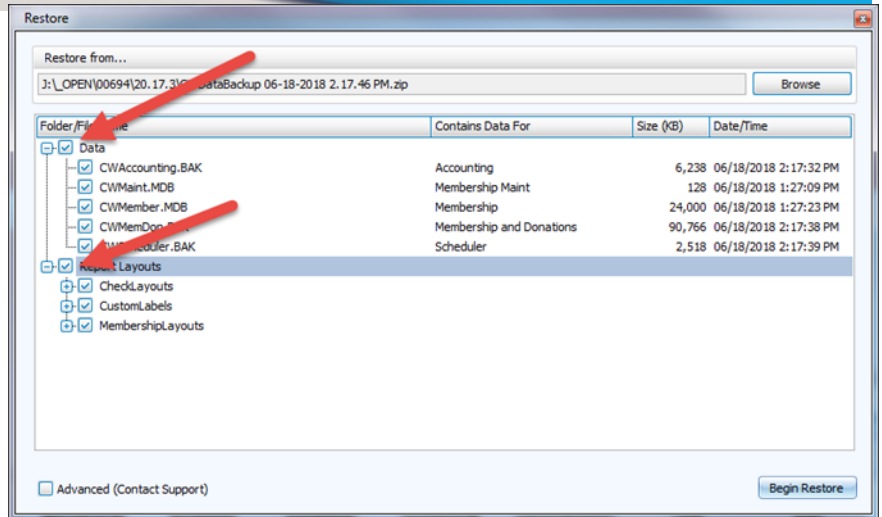 Restore
Restore from...
J:\_OPEN\00694\20.17.3\ DataBackup 06-18-2018 2.17.46 PM.zip Browse
Contains Data For Size (KB) Date/Time
Data
CWAccounting.BAK Accounting 6,238 06/18/2018 2:17:32 PM
CWMaint.MDB Membership Maint 128 06/18/2018 1:27:09 PM
CWMember.MDB Membership 24,000 06/18/2018 1:27:23 PM
Membership and Donations 90,766 06/18/2018 2:17:38 PM
Scheduler 2,518 06/18/2018 2:17:39 PM
Report Layouts
CheckLayouts
CustomLabels
MembershipLayouts
Advanced (Contact Support) Begin Restore